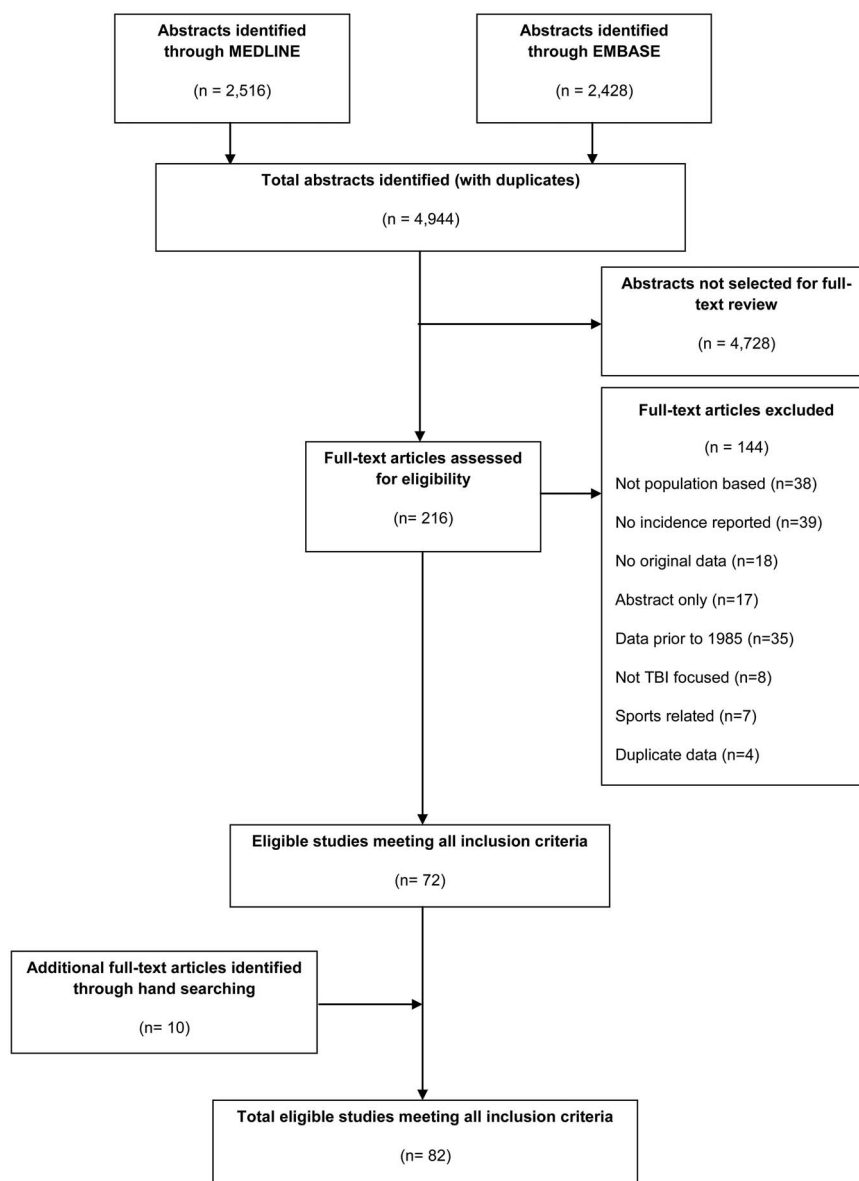 Abstracts identified
through MEDLINE
(n = 2,516)
Abstracts identified
through EMBASE
(n = 2,428)
Total abstracts identified (with duplicates)
(n = 4,944)
Abstracts not selected for full-
text review
(n = 4,728)
Full-text articles assessed
for eligibility
(n= 216)
Full-text articles excluded
(n = 144)
Not population based (n=38)
No incidence reported (n=39)
No original data (n=18)
Abstract only (n=17)
Data prior to 1985 (n=35)
Not TBI focused (n=8)
Sports related (n=7)
Duplicate data (n=4)
Eligible studies meeting all inclusion criteria
(n= 72)
Additional full-text articles identified
through hand searching
(n= 10)
Total eligible studies meeting all inclusion criteria
(n= 82)